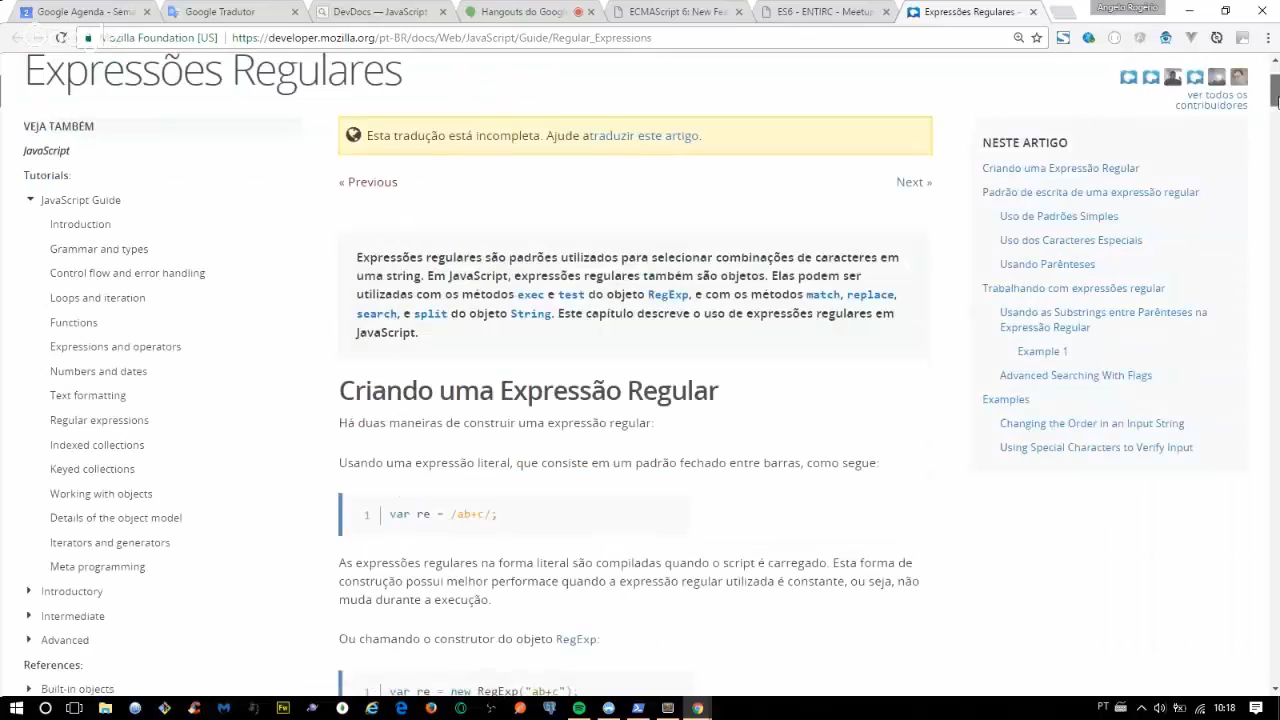 Google Agenda - Sem
Google Tradutor
DevDocs — JavaScript
Hangouts do Goog
ECMAScript 6: New Fea
ES6 - ENTIRC - Meetu
Expressões Regulares -
Angelo Rogério
Mozilla Foundation [US]
https://developer.mozilla.org/pt-BR/docs/Web/JavaScript/Guide/Regular_Expressions
Expressões Regulares
ver todos os
contribuidores
VEJA TAMBÉM
JavaScript
Tutorials:
JavaScript Guide
Introduction
Grammar and types
Control flow and error handling
Loops and iteration
Functions
Expressions and operators
Numbers and dates
Text formatting
Regular expressions
Indexed collections
Keyed collections
Working with objects
Details of the object model
Iterators and generators
Meta programming
Introductory
Intermediate
Advanced
References:
Built-in objects
Esta tradução está incompleta. Ajude atraduzir este artigo.
« Previous
Next »
Expressões regulares são padrões utilizados para selecionar combinações de caracteres em
uma string. Em JavaScript, expressões regulares também são objetos. Elas podem ser
utilizadas com os métodos exec e test do objeto RegExp, e com os métodos match, replace,
search, e split do objeto String. Este capítulo descreve o uso de expressões regulares em
JavaScript.
Criando uma Expressão Regular
Há duas maneiras de construir uma expressão regular:
Usando uma expressão literal, que consiste em um padrão fechado entre barras, como segue:
1 var re = /ab+c/;
As expressões regulares na forma literal são compiladas quando o script é carregado. Esta forma de
construção possui melhor performace quando a expressão regular utilizada é constante, ou seja, não
muda durante a execução.
Ou chamando o construtor do objeto RegExp:
1 var re = new RegExp("ab+c");
NESTE ARTIGO
Criando uma Expressão Regular
Padrão de escrita de uma expressão regular
Uso de Padrões Simples
Uso dos Caracteres Especiais
Usando Parênteses
Trabalhando com expressões regular
Usando as Substrings entre Parênteses na
Expressão Regular
Example 1
Advanced Searching With Flags
Examples
Changing the Order in an Input String
Using Special Characters to Verify Input
PT
10:18